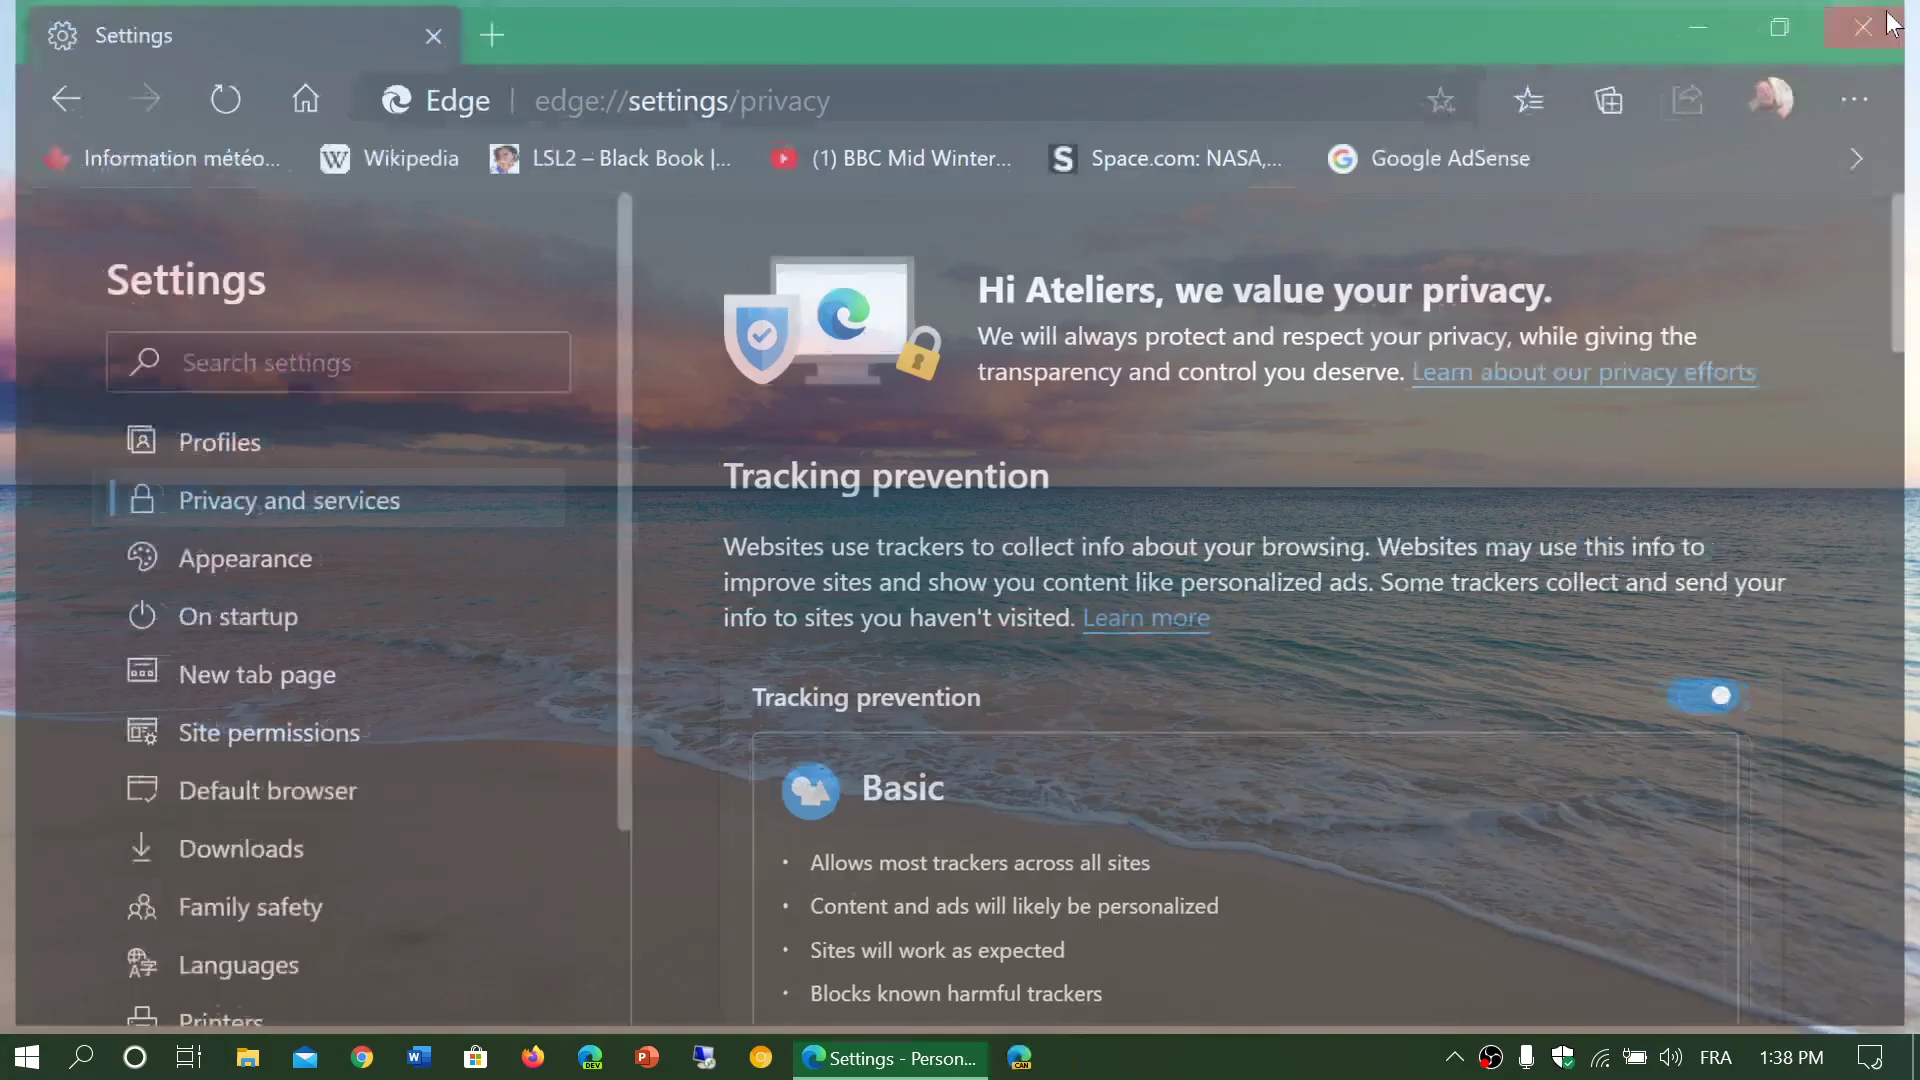 Settings
Edge | edge://settings/privacy
Information météo...
Wikipedia
LSL2 – Black Book |...
(1) BBC Mid Winter...
Space.com: NASA,...
Google AdSense
Settings
Search settings
Profiles
Privacy and services
Appearance
On startup
New tab page
Site permissions
Default browser
Downloads
Family safety
Languages
Printers
Hi Ateliers, we value your privacy.
We will always protect and respect your privacy, while giving the
transparency and control you deserve. Learn about our privacy efforts
Tracking prevention
Websites use trackers to collect info about your browsing. Websites may use this info to
improve sites and show you content like personalized ads. Some trackers collect and send your
info to sites you haven't visited. Learn more
Tracking prevention
Basic
• Allows most trackers across all sites
• Content and ads will likely be personalized
• Sites will work as expected
• Blocks known harmful trackers
DEV
Settings - Person...
CAN
FRA
1:38 PM